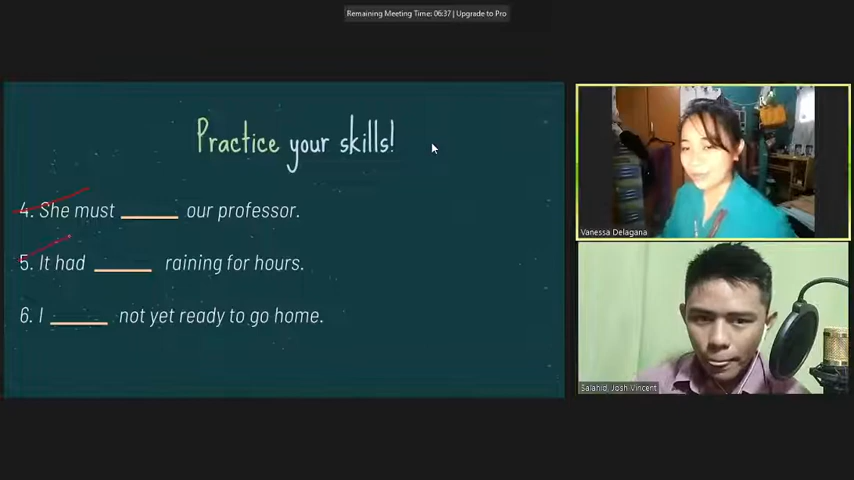 Remaining Meeting Time: 06:37 | Upgrade to Pro
Practice your skills!
4. She must ______ our professor.
5. It had ______ raining for hours.
6. I ______ not yet ready to go home.
Vanessa Delagana
Salahid, Josh Vincent